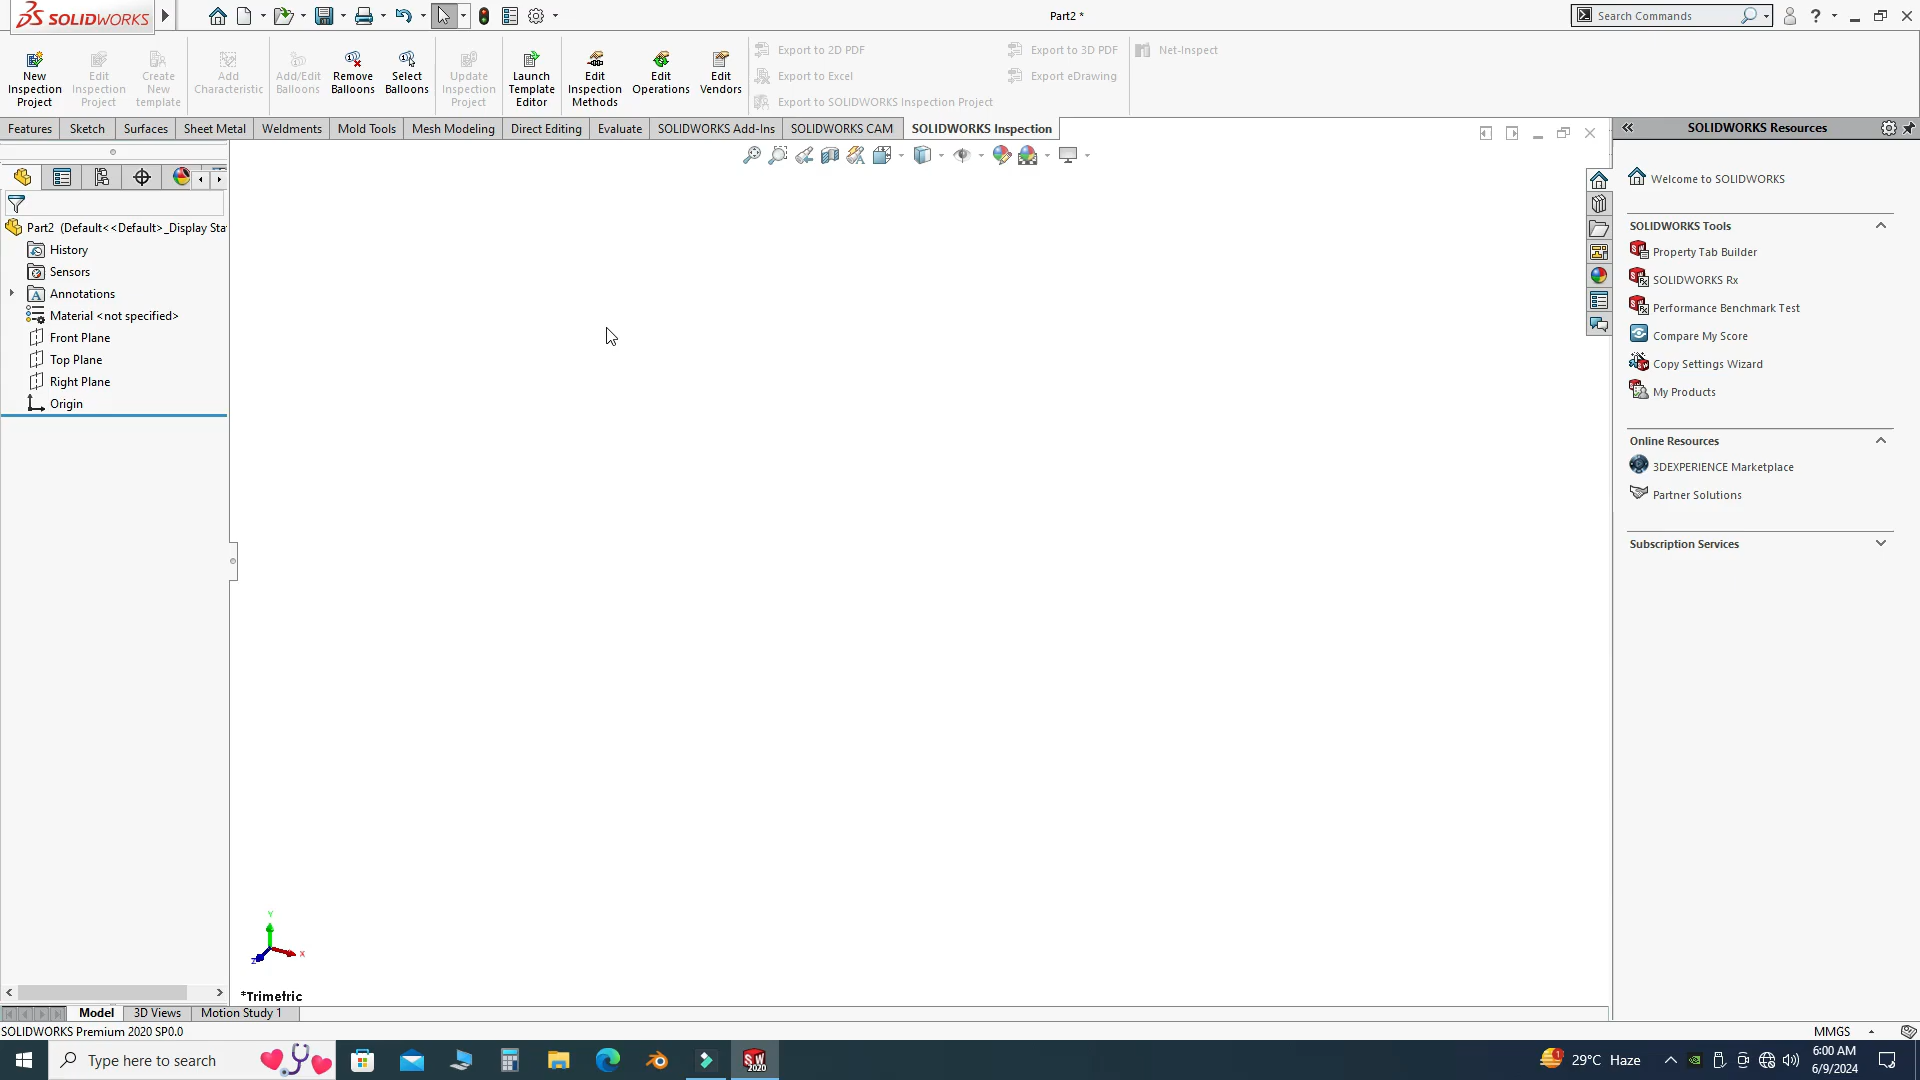 SOLIDWORKS
Part2 *
Search Commands
New Inspection Project
Edit Inspection Project
Create New template
Add Characteristic
Add/Edit Balloons
Remove Balloons
Select Balloons
Update Inspection Project
Launch Template Editor
Edit Inspection Methods
Edit Operations
Edit Vendors
Export to 2D PDF
Export to Excel
Export to SOLIDWORKS Inspection Project
Export to 3D PDF
Export eDrawing
Net-Inspect
Features
Sketch
Surfaces
Sheet Metal
Weldments
Mold Tools
Mesh Modeling
Direct Editing
Evaluate
SOLIDWORKS Add-Ins
SOLIDWORKS CAM
SOLIDWORKS Inspection
Part2 (Default<<Default>_Display Sta
History
Sensors
Annotations
Material <not specified>
Front Plane
Top Plane
Right Plane
Origin
Y
X
Z
*Trimetric
SOLIDWORKS Resources
Welcome to SOLIDWORKS
SOLIDWORKS Tools
Property Tab Builder
SOLIDWORKS Rx
Performance Benchmark Test
Compare My Score
Copy Settings Wizard
My Products
Online Resources
3DEXPERIENCE Marketplace
Partner Solutions
Subscription Services
Model
3D Views
Motion Study 1
SOLIDWORKS Premium 2020 SP0.0
MMGS
Type here to search
SW 2020
1
29°C Haze
6:00 AM
6/9/2024